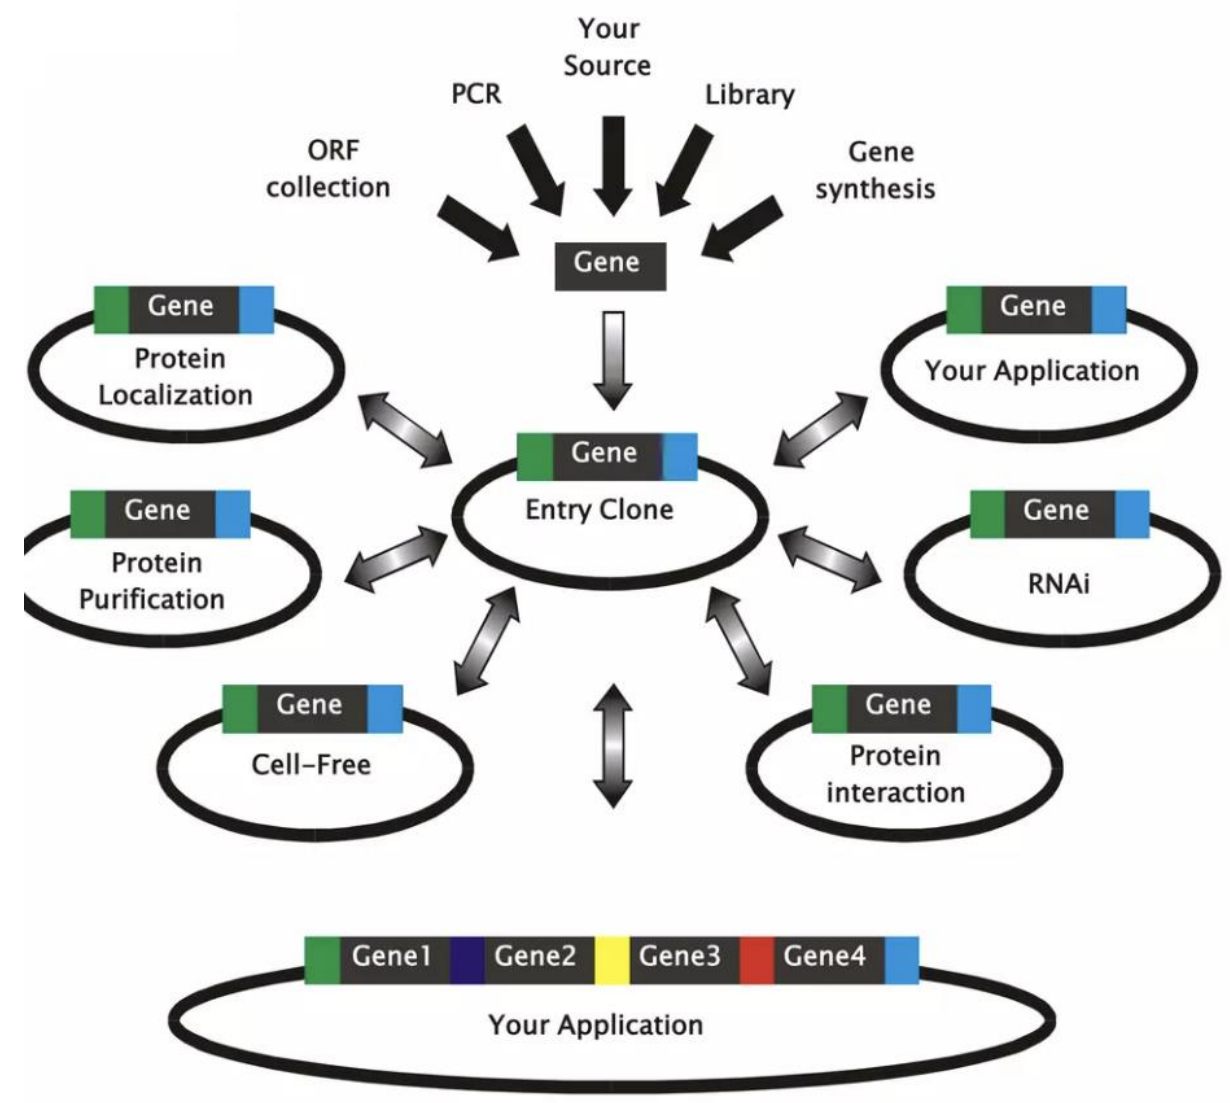 Your
Source
PCR
Library
ORF
collection
Gene
synthesis
Gene
Gene
Protein
Localization
Gene
Your Application
Gene
Entry Clone
Gene
Protein
Purification
Gene
RNAi
Gene
Cell-Free
Gene
Protein
interaction
Gene1 Gene2 Gene3 Gene4
Your Application